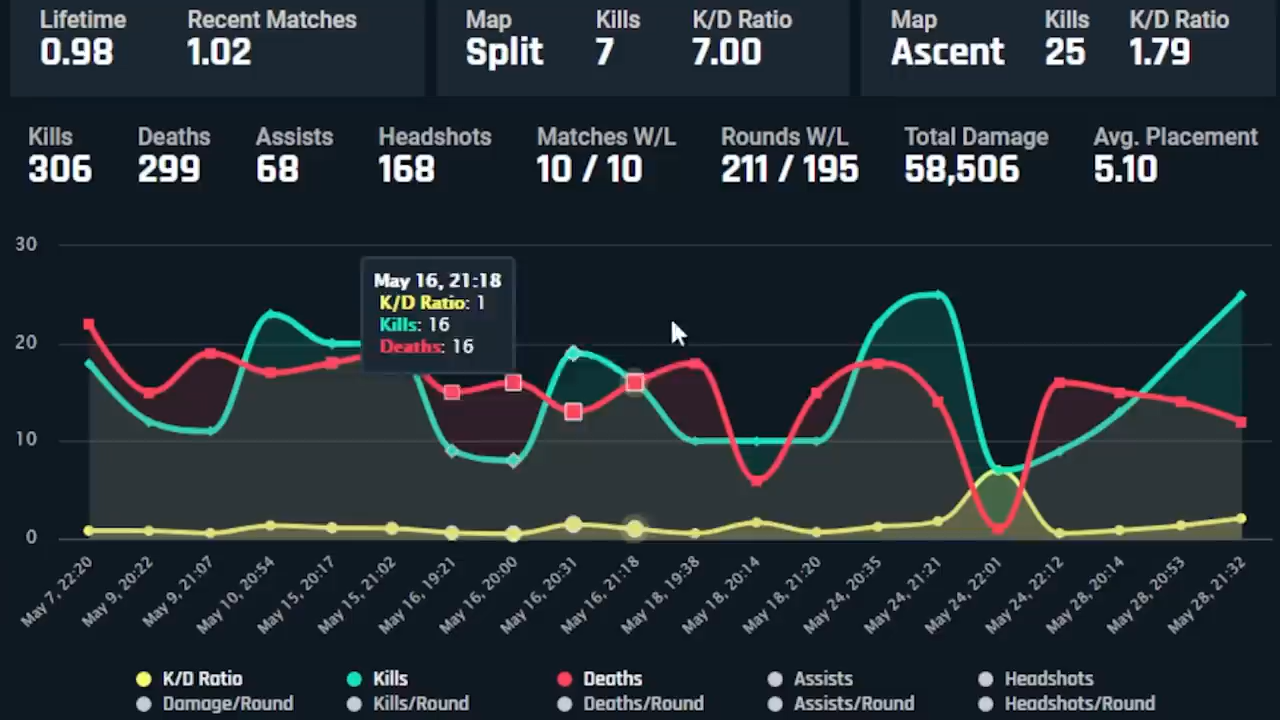 Lifetime Recent Matches Map Kills K/D Ratio Map Kills K/D Ratio
0.98 1.02 Split 7 7.00 Ascent 25 1.79
Kills Deaths Assists Headshots Matches W/L Rounds W/L Total Damage Avg. Placement
306 299 68 168 10 / 10 211 / 195 58,506 5.10
30
20
10
0
May 16, 21:18
K/D Ratio: 1
Kills: 16
Deaths: 16
May 7, 22:20
May 9, 20:22
May 9, 21:07
May 10, 20:54
May 15, 20:17
May 15, 21:02
May 16, 19:21
May 16, 20:00
May 16, 20:31
May 16, 21:18
May 18, 19:38
May 18, 20:14
May 18, 21:20
May 24, 20:35
May 24, 21:21
May 24, 22:01
May 24, 22:12
May 28, 20:14
May 28, 20:53
May 28, 21:32
K/D Ratio Kills Deaths Assists Headshots
Damage/Round Kills/Round Deaths/Round Assists/Round Headshots/Round